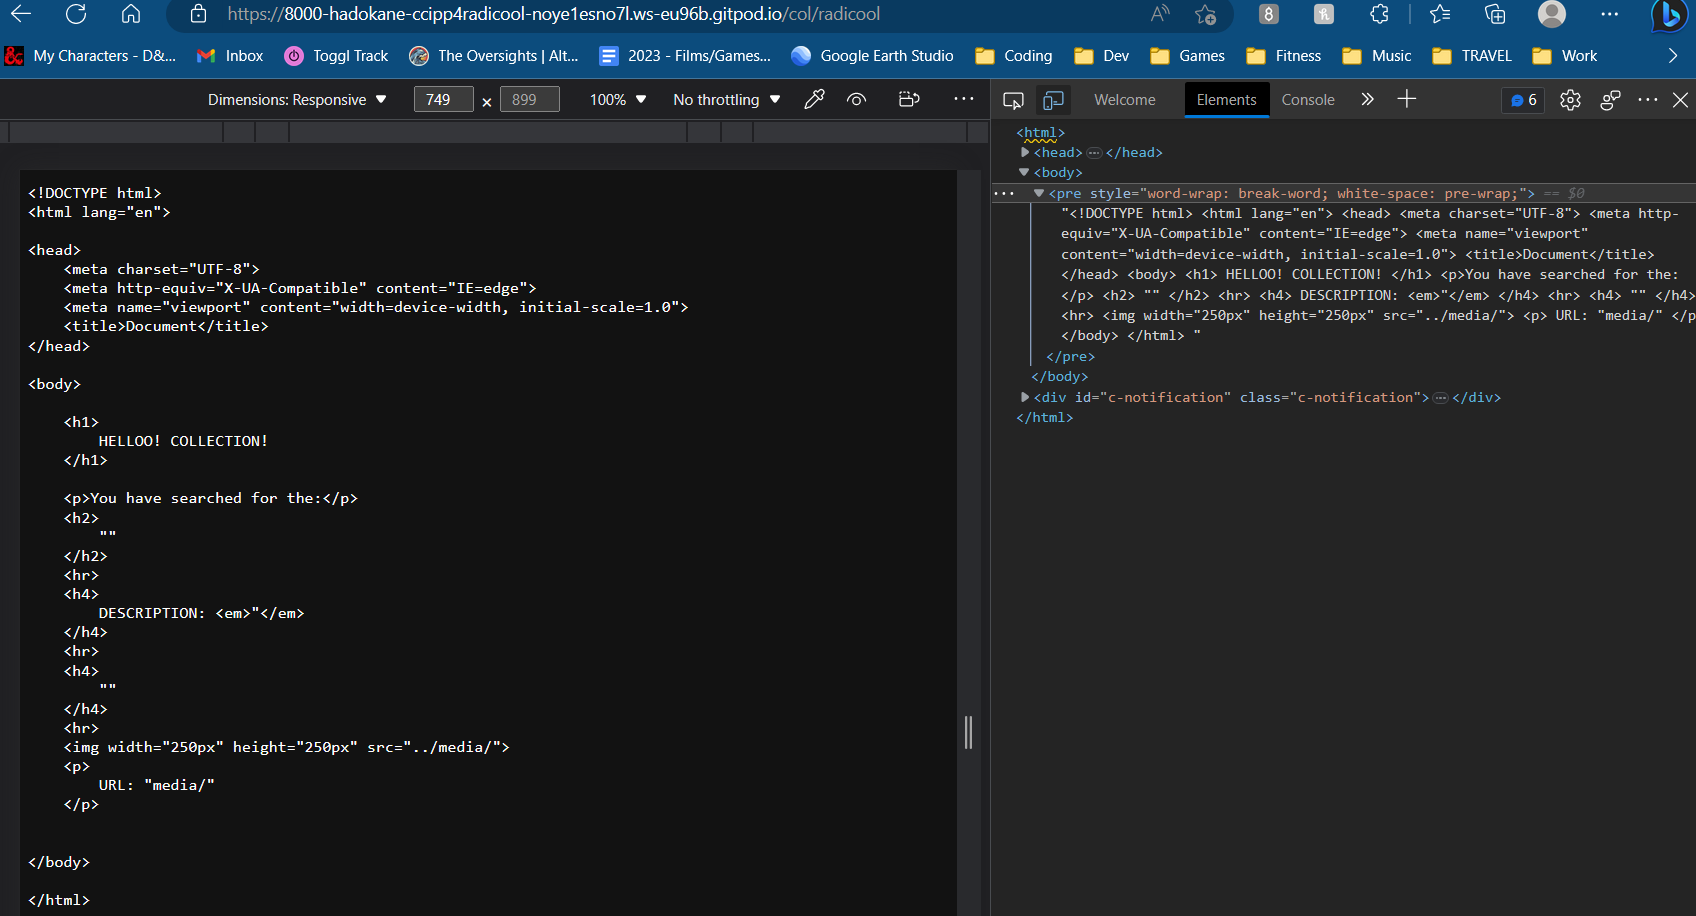 https://8000-hadokane-ccipp4radicool-noye1esno7l.ws-eu96b.gitpod.io/col/radicool
My Characters - D&... Inbox Toggl Track The Oversights | Alt... 2023 - Films/Games... Google Earth Studio Coding Dev Games Fitness Music TRAVEL Work
Dimensions: Responsive 749 × 899 100% No throttling
Welcome Elements Console 6
<!DOCTYPE html>
<html lang="en">
<head>
<meta charset="UTF-8">
<meta http-equiv="X-UA-Compatible" content="IE=edge">
<meta name="viewport" content="width=device-width, initial-scale=1.0">
<title>Document</title>
</head>
<body>
<h1>
HELLOO! COLLECTION!
</h1>
<p>You have searched for the:</p>
<h2>
""
</h2>
<hr>
<h4>
DESCRIPTION: <em>"</em>
</h4>
<hr>
<h4>
""
</h4>
<hr>
<img width="250px" height="250px" src="../media/">
<p>
URL: "media/"
</p>
</body>
</html>
<html>
<head> ··· </head>
<body>
··· <pre style="word-wrap: break-word; white-space: pre-wrap;"> == $0
"<!DOCTYPE html> <html lang="en"> <head> <meta charset="UTF-8"> <meta http-
equiv="X-UA-Compatible" content="IE=edge"> <meta name="viewport"
content="width=device-width, initial-scale=1.0"> <title>Document</title>
</head> <body> <h1> HELLOO! COLLECTION! </h1> <p>You have searched for the:
</p> <h2> "" </h2> <hr> <h4> DESCRIPTION: <em>"</em> </h4> <hr> <h4> "" </h4>
<hr> <img width="250px" height="250px" src="../media/"> <p> URL: "media/" </p
</body> </html> "
</pre>
</body>
<div id="c-notification" class="c-notification"> ··· </div>
</html>